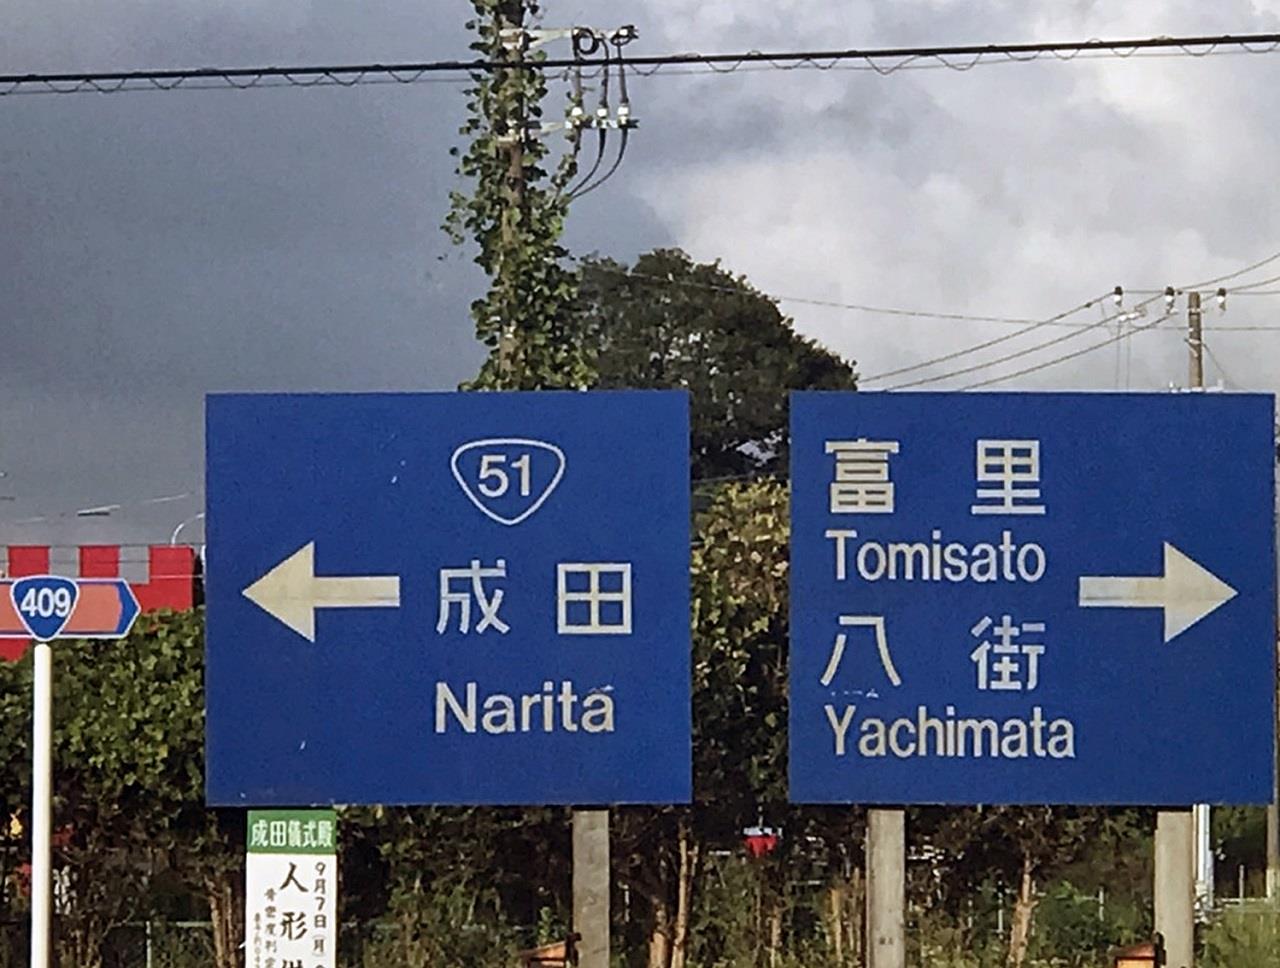 409
51
成田
Narita
富里
Tomisato
八街
Yachimata
成田儀式殿
9月7日(月)
人形